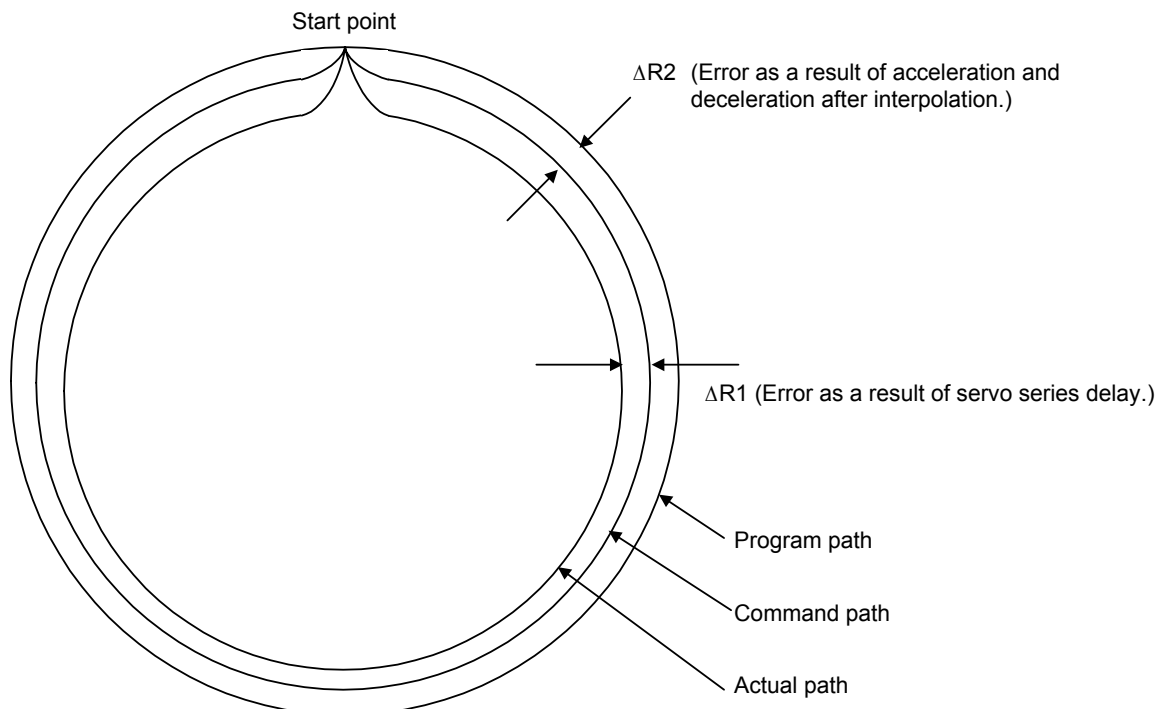 Start point
ΔR2 (Error as a result of acceleration and
deceleration after interpolation.)
ΔR1 (Error as a result of servo series delay.)
Program path
Command path
Actual path